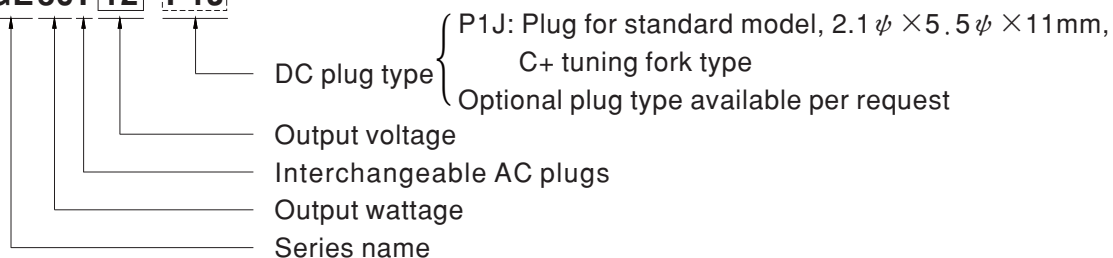 P1J: Plug for standard model, 2.1ψ×5.5ψ×11mm,
C+ tuning fork type
DC plug type
Optional plug type available per request
Output voltage
Interchangeable AC plugs
Output wattage
Series name